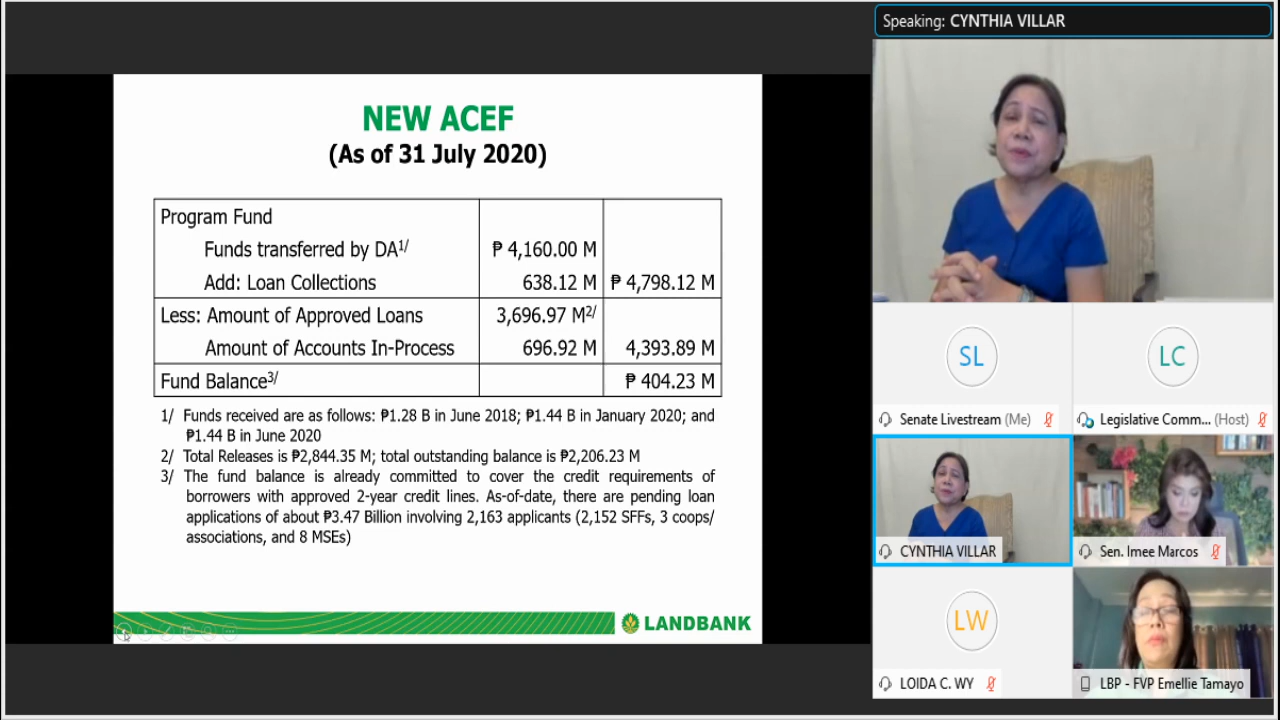 Speaking: CYNTHIA VILLAR
NEW ACEF
(As of 31 July 2020)
Program Fund
Funds transferred by DA1/ ₱ 4,160.00 M
Add: Loan Collections 638.12 M ₱ 4,798.12 M
Less: Amount of Approved Loans 3,696.97 M2/
Amount of Accounts In-Process 696.92 M 4,393.89 M
Fund Balance3/ ₱ 404.23 M
1/ Funds received are as follows: ₱1.28 B in June 2018; ₱1.44 B in January 2020; and
₱1.44 B in June 2020
2/ Total Releases is ₱2,844.35 M; total outstanding balance is ₱2,206.23 M
3/ The fund balance is already committed to cover the credit requirements of
borrowers with approved 2-year credit lines. As-of-date, there are pending loan
applications of about ₱3.47 Billion involving 2,163 applicants (2,152 SFFs, 3 coops/
associations, and 8 MSEs)
LANDBANK
SL
LC
Senate Livestream (Me)
Legislative Comm... (Host)
CYNTHIA VILLAR
Sen. Imee Marcos
LW
LOIDA C. WY
LBP - FVP Emellie Tamayo